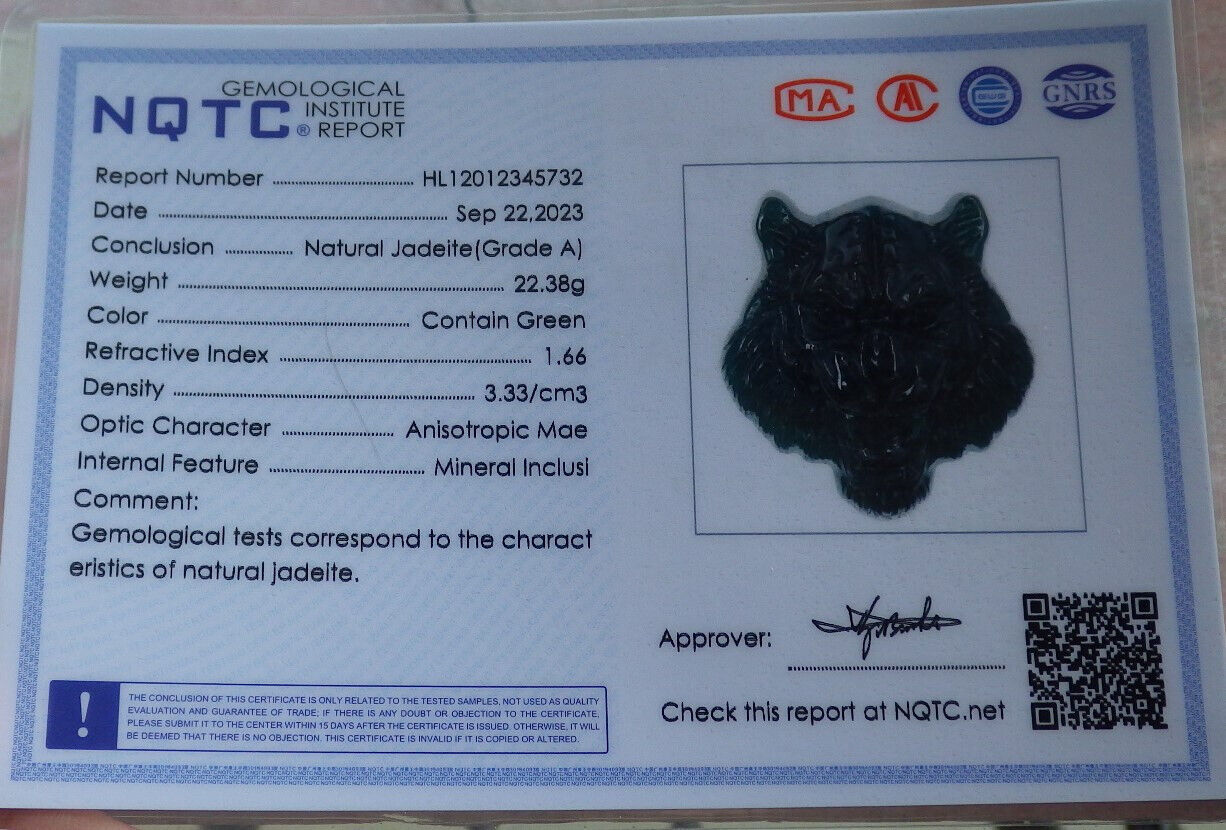 GEMOLOGICAL
NQTC® INSTITUTE
REPORT
MA
GNRS
Report Number HL12012345732
Date Sep 22,2023
Conclusion Natural Jadeite(Grade A)
Weight 22.38g
Color Contain Green
Refractive Index 1.66
Density 3.33/cm3
Optic Character Anisotropic Mae
Internal Feature Mineral Inclusi
Comment:
Gemological tests correspond to the charact
eristics of natural jadeite.
Approver:
Check this report at NQTC.net
! THE CONCLUSION OF THIS CERTIFICATE IS ONLY RELATED TO THE TESTED SAMPLES, NOT USED AS QUALITY
EVALUATION AND GUARANTEE OF TRADE; IF THERE IS ANY DOUBT OR OBJECTION TO THE CERTIFICATE,
PLEASE SUBMIT IT TO THE CENTER WITHIN 15 DAYS AFTER THE CERTIFICATE IS ISSUED. OTHERWISE, IT WILL
BE DEEMED THAT THERE IS NO OBJECTION. THIS CERTIFICATE IS INVALID IF IT IS COPIED OR ALTERED.